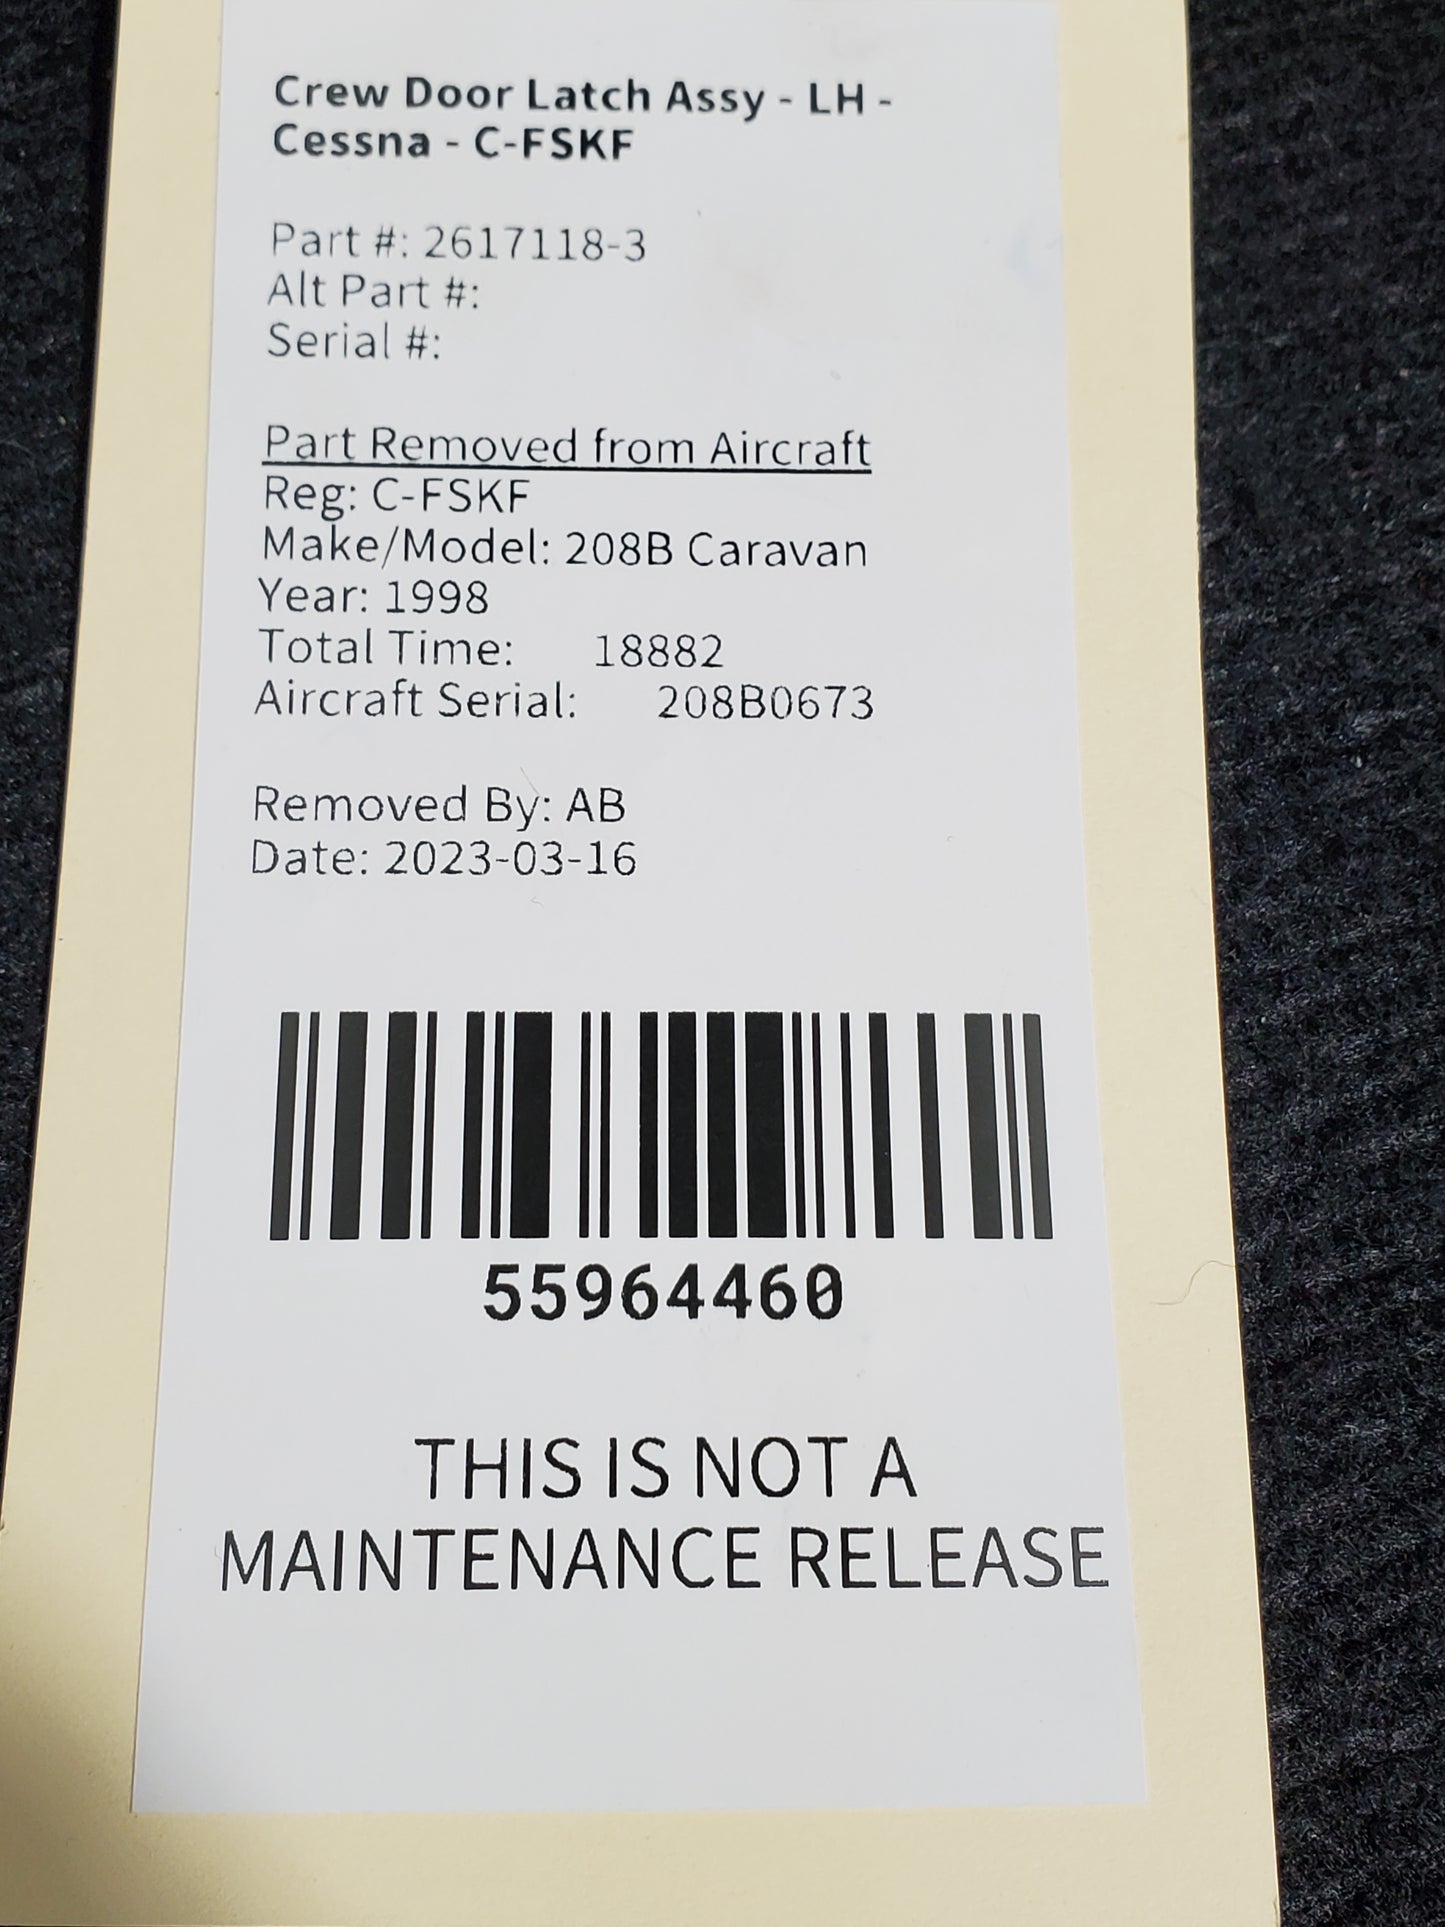 Crew Door Latch Assy - LH -
Cessna - C-FSKF
Part #: 2617118-3
Alt Part #:
Serial #:
Part Removed from Aircraft
Reg: C-FSKF
Make/Model: 208B Caravan
Year: 1998
Total Time: 18882
Aircraft Serial: 208B0673
Removed By: AB
Date: 2023-03-16
55964460
THIS IS NOT A
MAINTENANCE RELEASE